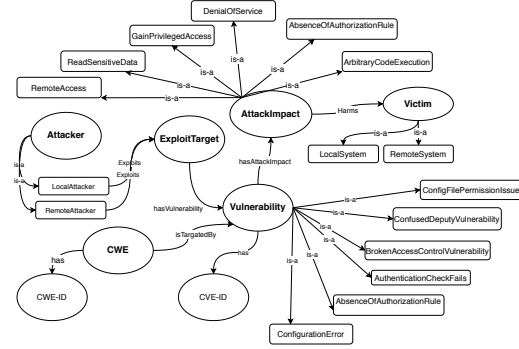 DenialOfService
GainPrivilegedAccess
AbsenceOfAuthorizationRule
is-a
is-a
is-a
ReadSensitiveData
ArbitraryCodeExecution
is-a
is-a
RemoteAccess
is-a
AttackImpact
Harms
Victim
Attacker
ExploitTarget
is-a
is-a
hasAttackImpact
LocalSystem
RemoteSystem
is-a
Exploits
is-a
Exploits
LocalAttacker
RemoteAttacker
hasVulnerability
Vulnerability
is-a
ConfigFilePermissionIssue
is-a
ConfusedDeputyVulnerability
isTargatedBy
CWE
is-a
BrokenAccessControlVulnerability
has
has
is-a
is-a
is-a
AuthenticationCheckFails
CWE-ID
CVE-ID
AbsenceOfAuthorizationRule
ConfigurationError